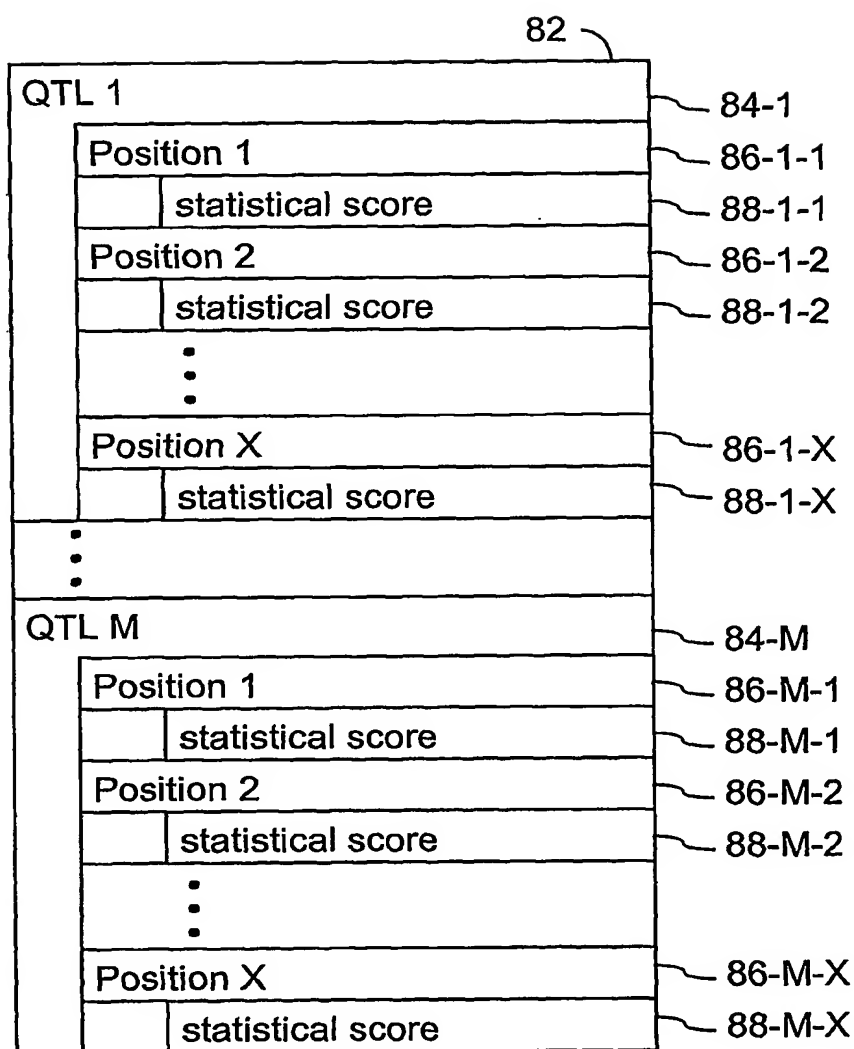 82
QTL 1 84-1
Position 1 86-1-1
statistical score 88-1-1
Position 2 86-1-2
statistical score 88-1-2
Position X 86-1-X
statistical score 88-1-X
QTL M 84-M
Position 1 86-M-1
statistical score 88-M-1
Position 2 86-M-2
statistical score 88-M-2
Position X 86-M-X
statistical score 88-M-X